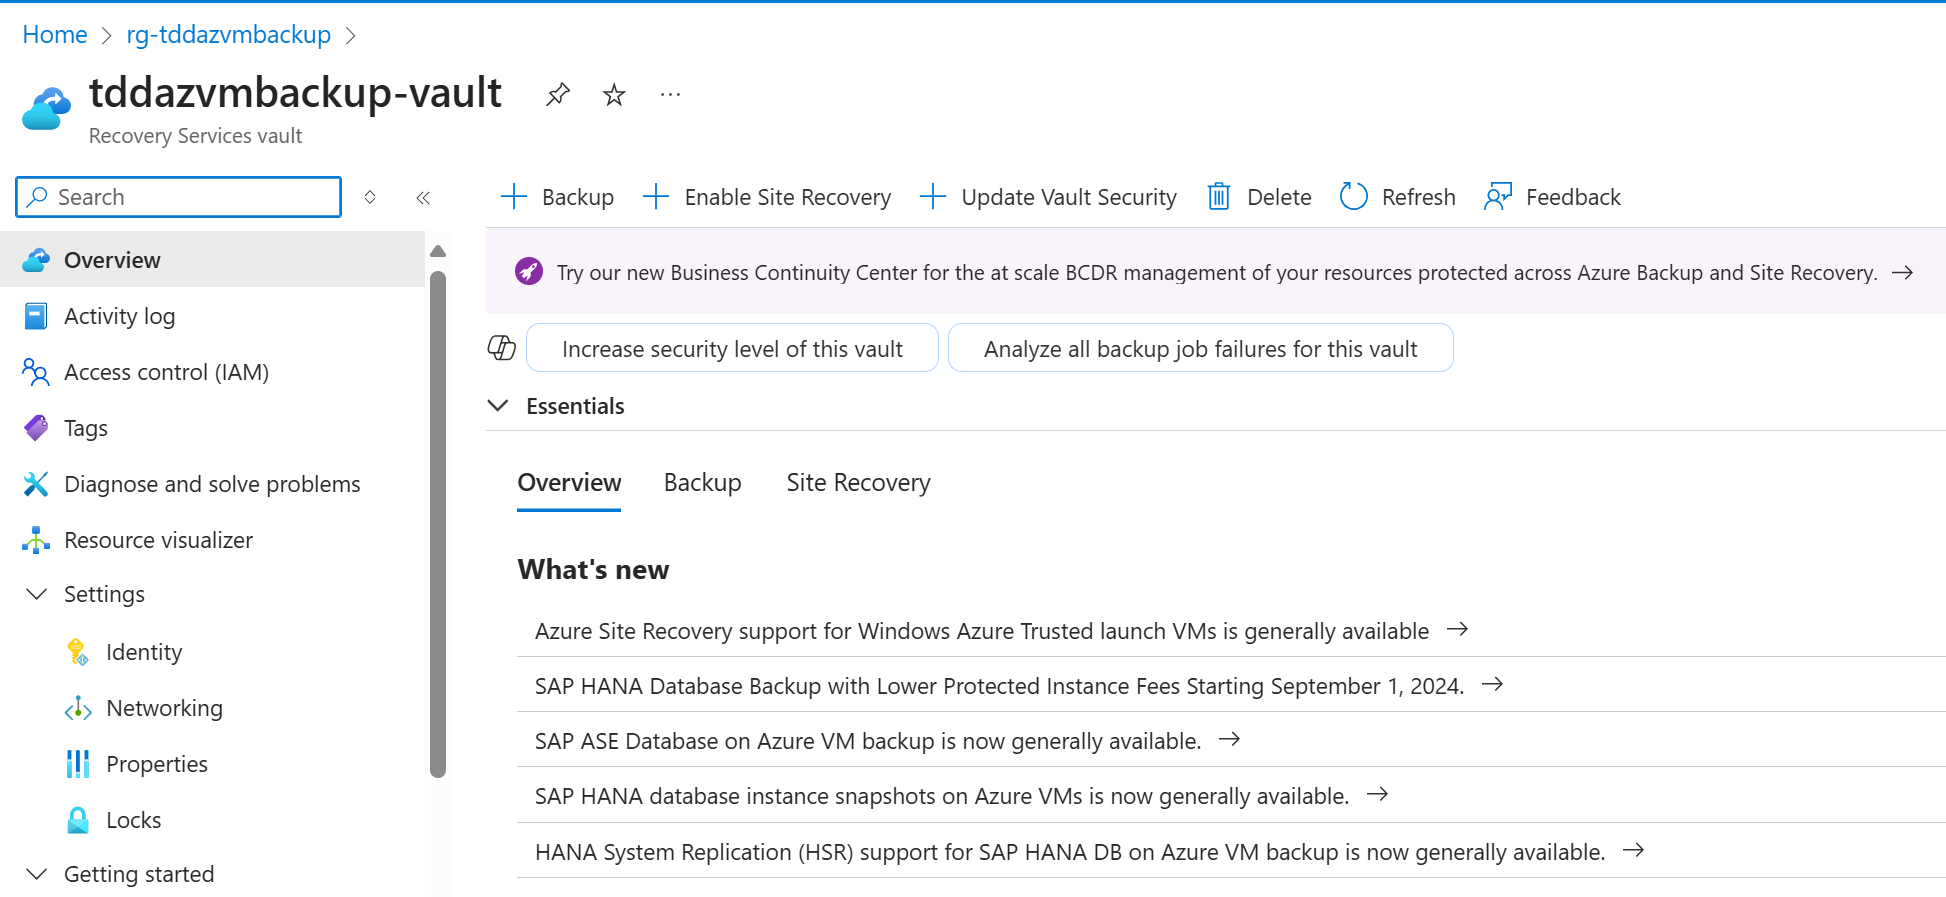 Home > rg-tddazvmbackup >
tddazvmbackup-vault
Recovery Services vault
Search
Backup
Enable Site Recovery
Update Vault Security
Delete
Refresh
Feedback
Overview
Activity log
Access control (IAM)
Tags
Diagnose and solve problems
Resource visualizer
Settings
Identity
Networking
Properties
Locks
Getting started
Try our new Business Continuity Center for the at scale BCDR management of your resources protected across Azure Backup and Site Recovery. →
Increase security level of this vault
Analyze all backup job failures for this vault
Essentials
Overview
Backup
Site Recovery
What's new
Azure Site Recovery support for Windows Azure Trusted launch VMs is generally available →
SAP HANA Database Backup with Lower Protected Instance Fees Starting September 1, 2024. →
SAP ASE Database on Azure VM backup is now generally available. →
SAP HANA database instance snapshots on Azure VMs is now generally available. →
HANA System Replication (HSR) support for SAP HANA DB on Azure VM backup is now generally available. →